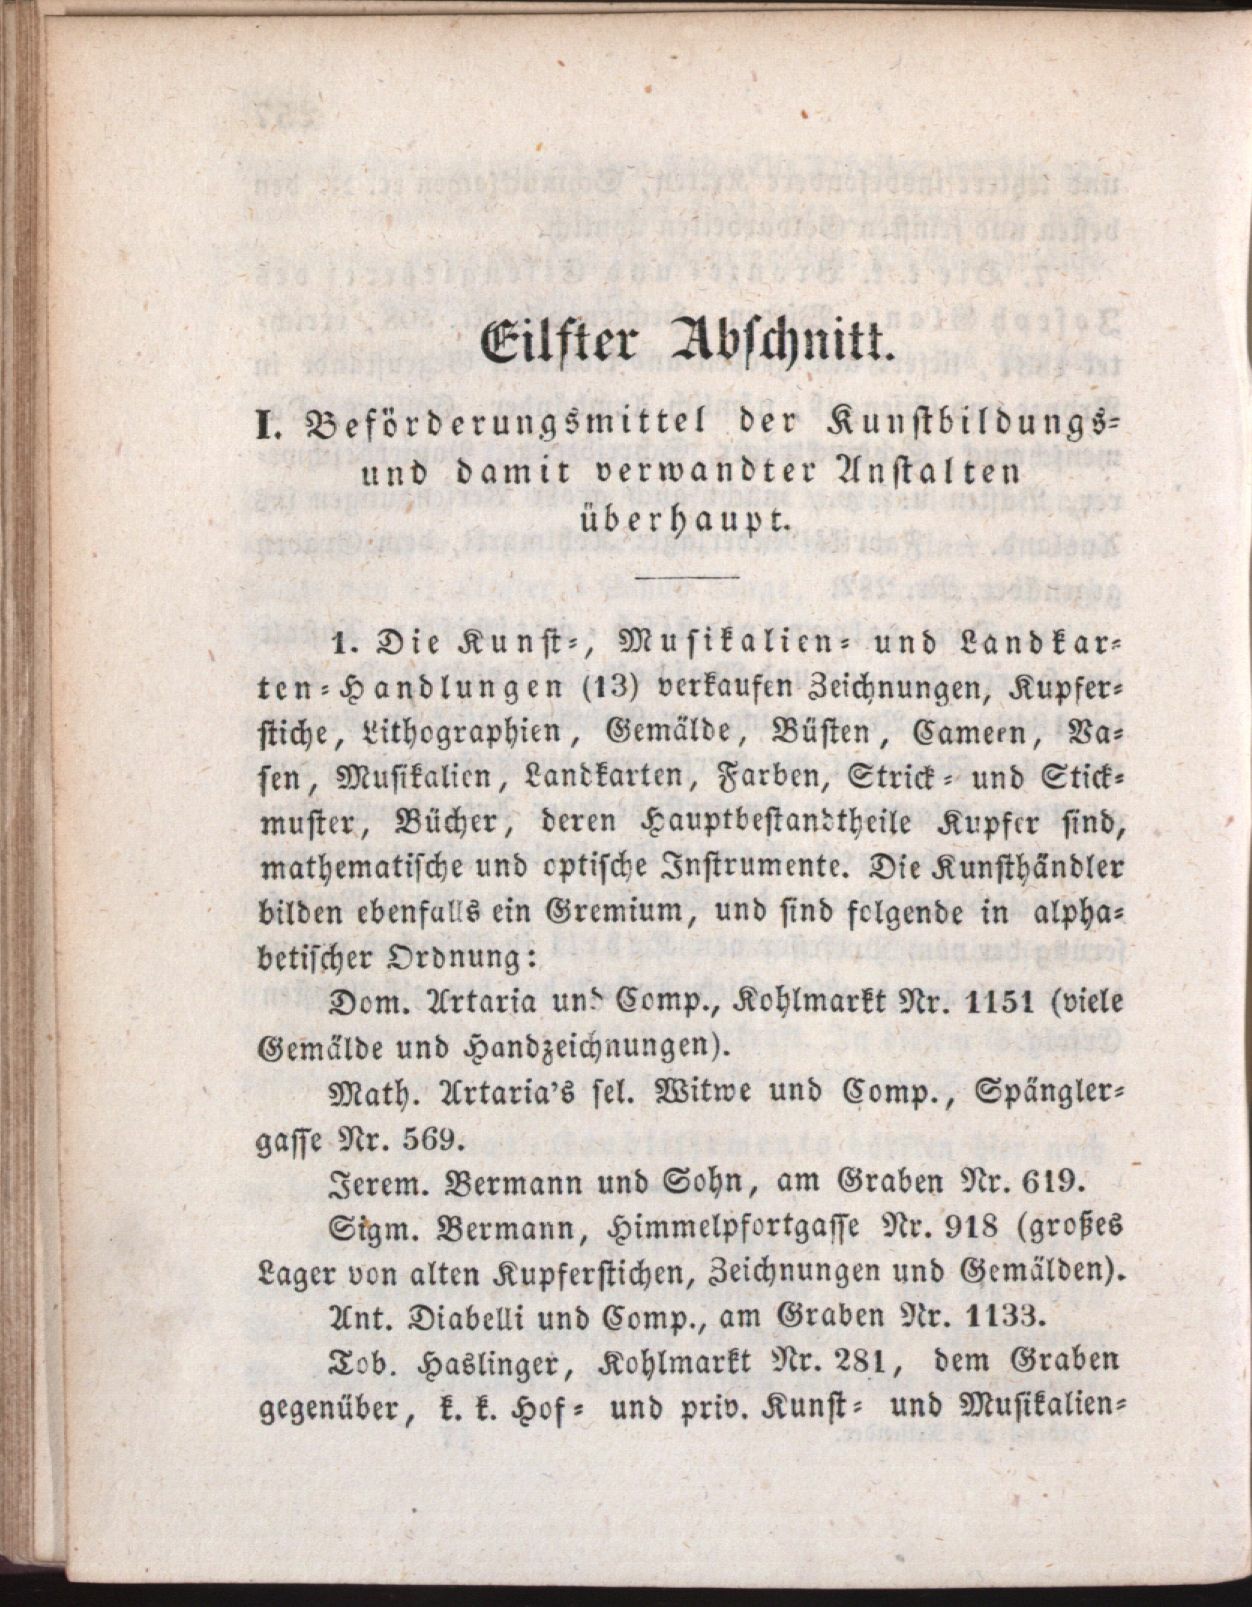 Eilfter Abschnitt.
I. Beförderungsmittel der Kunstbildungs-
und damit verwandter Anstalten
überhaupt.
1. Die Kunst-, Musikalien- und Landkar-
ten-Handlungen (13) verkaufen Zeichnungen, Kupfer-
stiche, Lithographien, Gemälde, Büsten, Cameen, Va-
sen, Musikalien, Landkarten, Farben, Strick- und Stick-
muster, Bücher, deren Hauptbestandtheile Kupfer sind,
mathematische und optische Instrumente. Die Kunsthändler
bilden ebenfalls ein Gremium, und sind folgende in alpha-
betischer Ordnung:
Dom. Artaria und Comp., Kohlmarkt Nr. 1151 (viele
Gemälde und Handzeichnungen).
Math. Artaria's sel. Witwe und Comp., Spängler-
gasse Nr. 569.
Jerem. Bermann und Sohn, am Graben Nr. 619.
Sigm. Bermann, Himmelpfortgasse Nr. 918 (großes
Lager von alten Kupferstichen, Zeichnungen und Gemälden).
Ant. Diabelli und Comp., am Graben Nr. 1133.
Tob. Haslinger, Kohlmarkt Nr. 281, dem Graben
gegenüber, k. k. Hof- und priv. Kunst- und Musikalien-